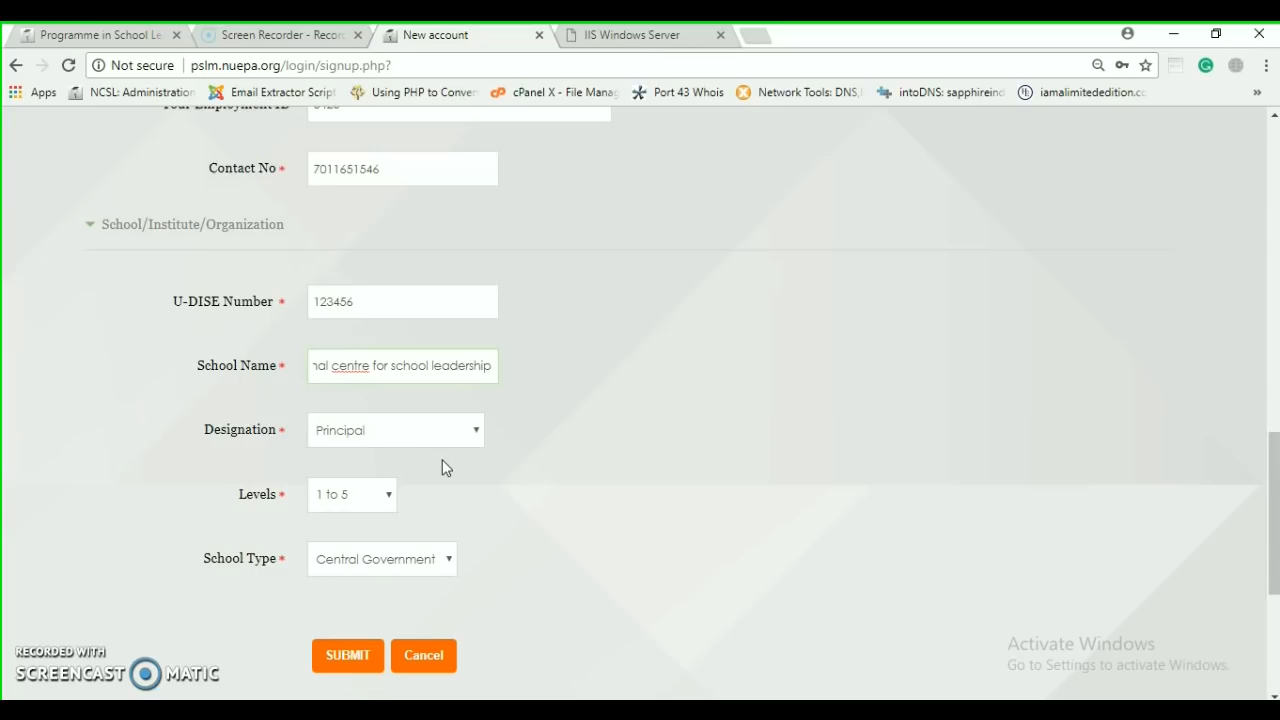 Programme in School Le
Screen Recorder - Recor
New account
IIS Windows Server
Not secure
pslm.nuepa.org/login/signup.php?
Apps
NCSL: Administration
Email Extractor Script
Using PHP to Conver
cPanel X - File Mana
Port 43 Whois
Network Tools: DNS,
intoDNS: sapphireind
iamalimitededition.co
»
Your Employment ID
Contact No *
7011651546
School/Institute/Organization
U-DISE Number *
123456
School Name *
nal centre for school leadership
Designation *
Principal
Levels *
1 to 5
School Type *
Central Government
SUBMIT
Cancel
RECORDED WITH
SCREENCAST MATIC
Activate Windows
Go to Settings to activate Windows.